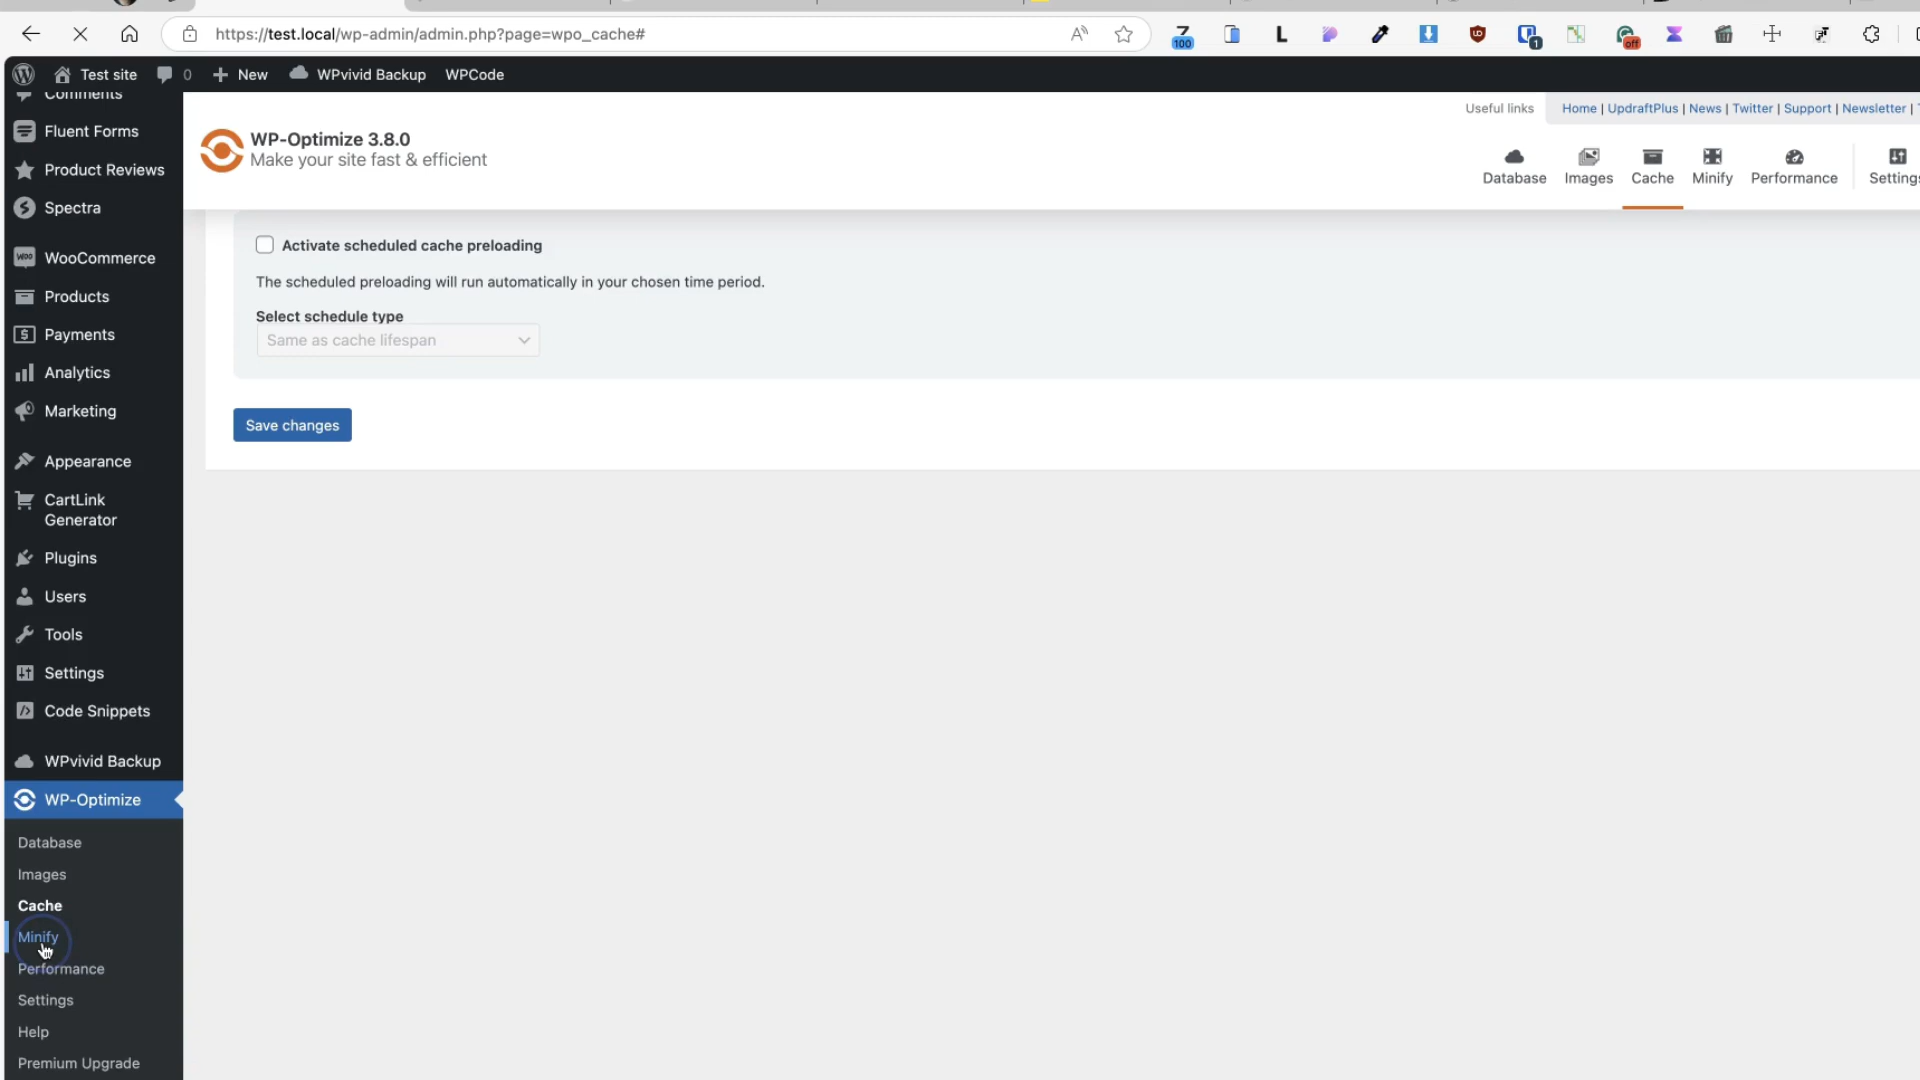 https://test.local/wp-admin/admin.php?page=wpo_cache#
100
1
off
Test site
0
New
WPvivid Backup
WPCode
Comments
Fluent Forms
Product Reviews
Spectra
WooCommerce
Products
Payments
Analytics
Marketing
Appearance
CartLink
Generator
Plugins
Users
Tools
Settings
Code Snippets
WPvivid Backup
WP-Optimize
Database
Images
Cache
Minify
Performance
Settings
Help
Premium Upgrade
WP-Optimize 3.8.0
Make your site fast & efficient
Useful links
Home | UpdraftPlus | News | Twitter | Support | Newsletter |
Database
Images
Cache
Minify
Performance
Settings
Activate scheduled cache preloading
The scheduled preloading will run automatically in your chosen time period.
Select schedule type
Same as cache lifespan
Save changes